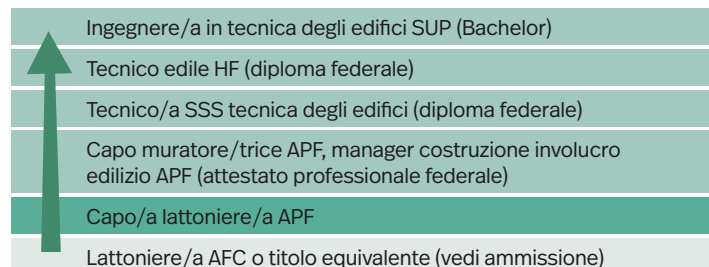 Ingegnere/a in tecnica degli edifici SUP (Bachelor)
Tecnico edile HF (diploma federale)
Tecnico/a SSS tecnica degli edifici (diploma federale)
Capo muratore/trice APF, manager costruzione involucro
edilizio APF (attestato professionale federale)
Capo/a lattoniere/a APF
Lattoniere/a AFC o titolo equivalente (vedi ammissione)